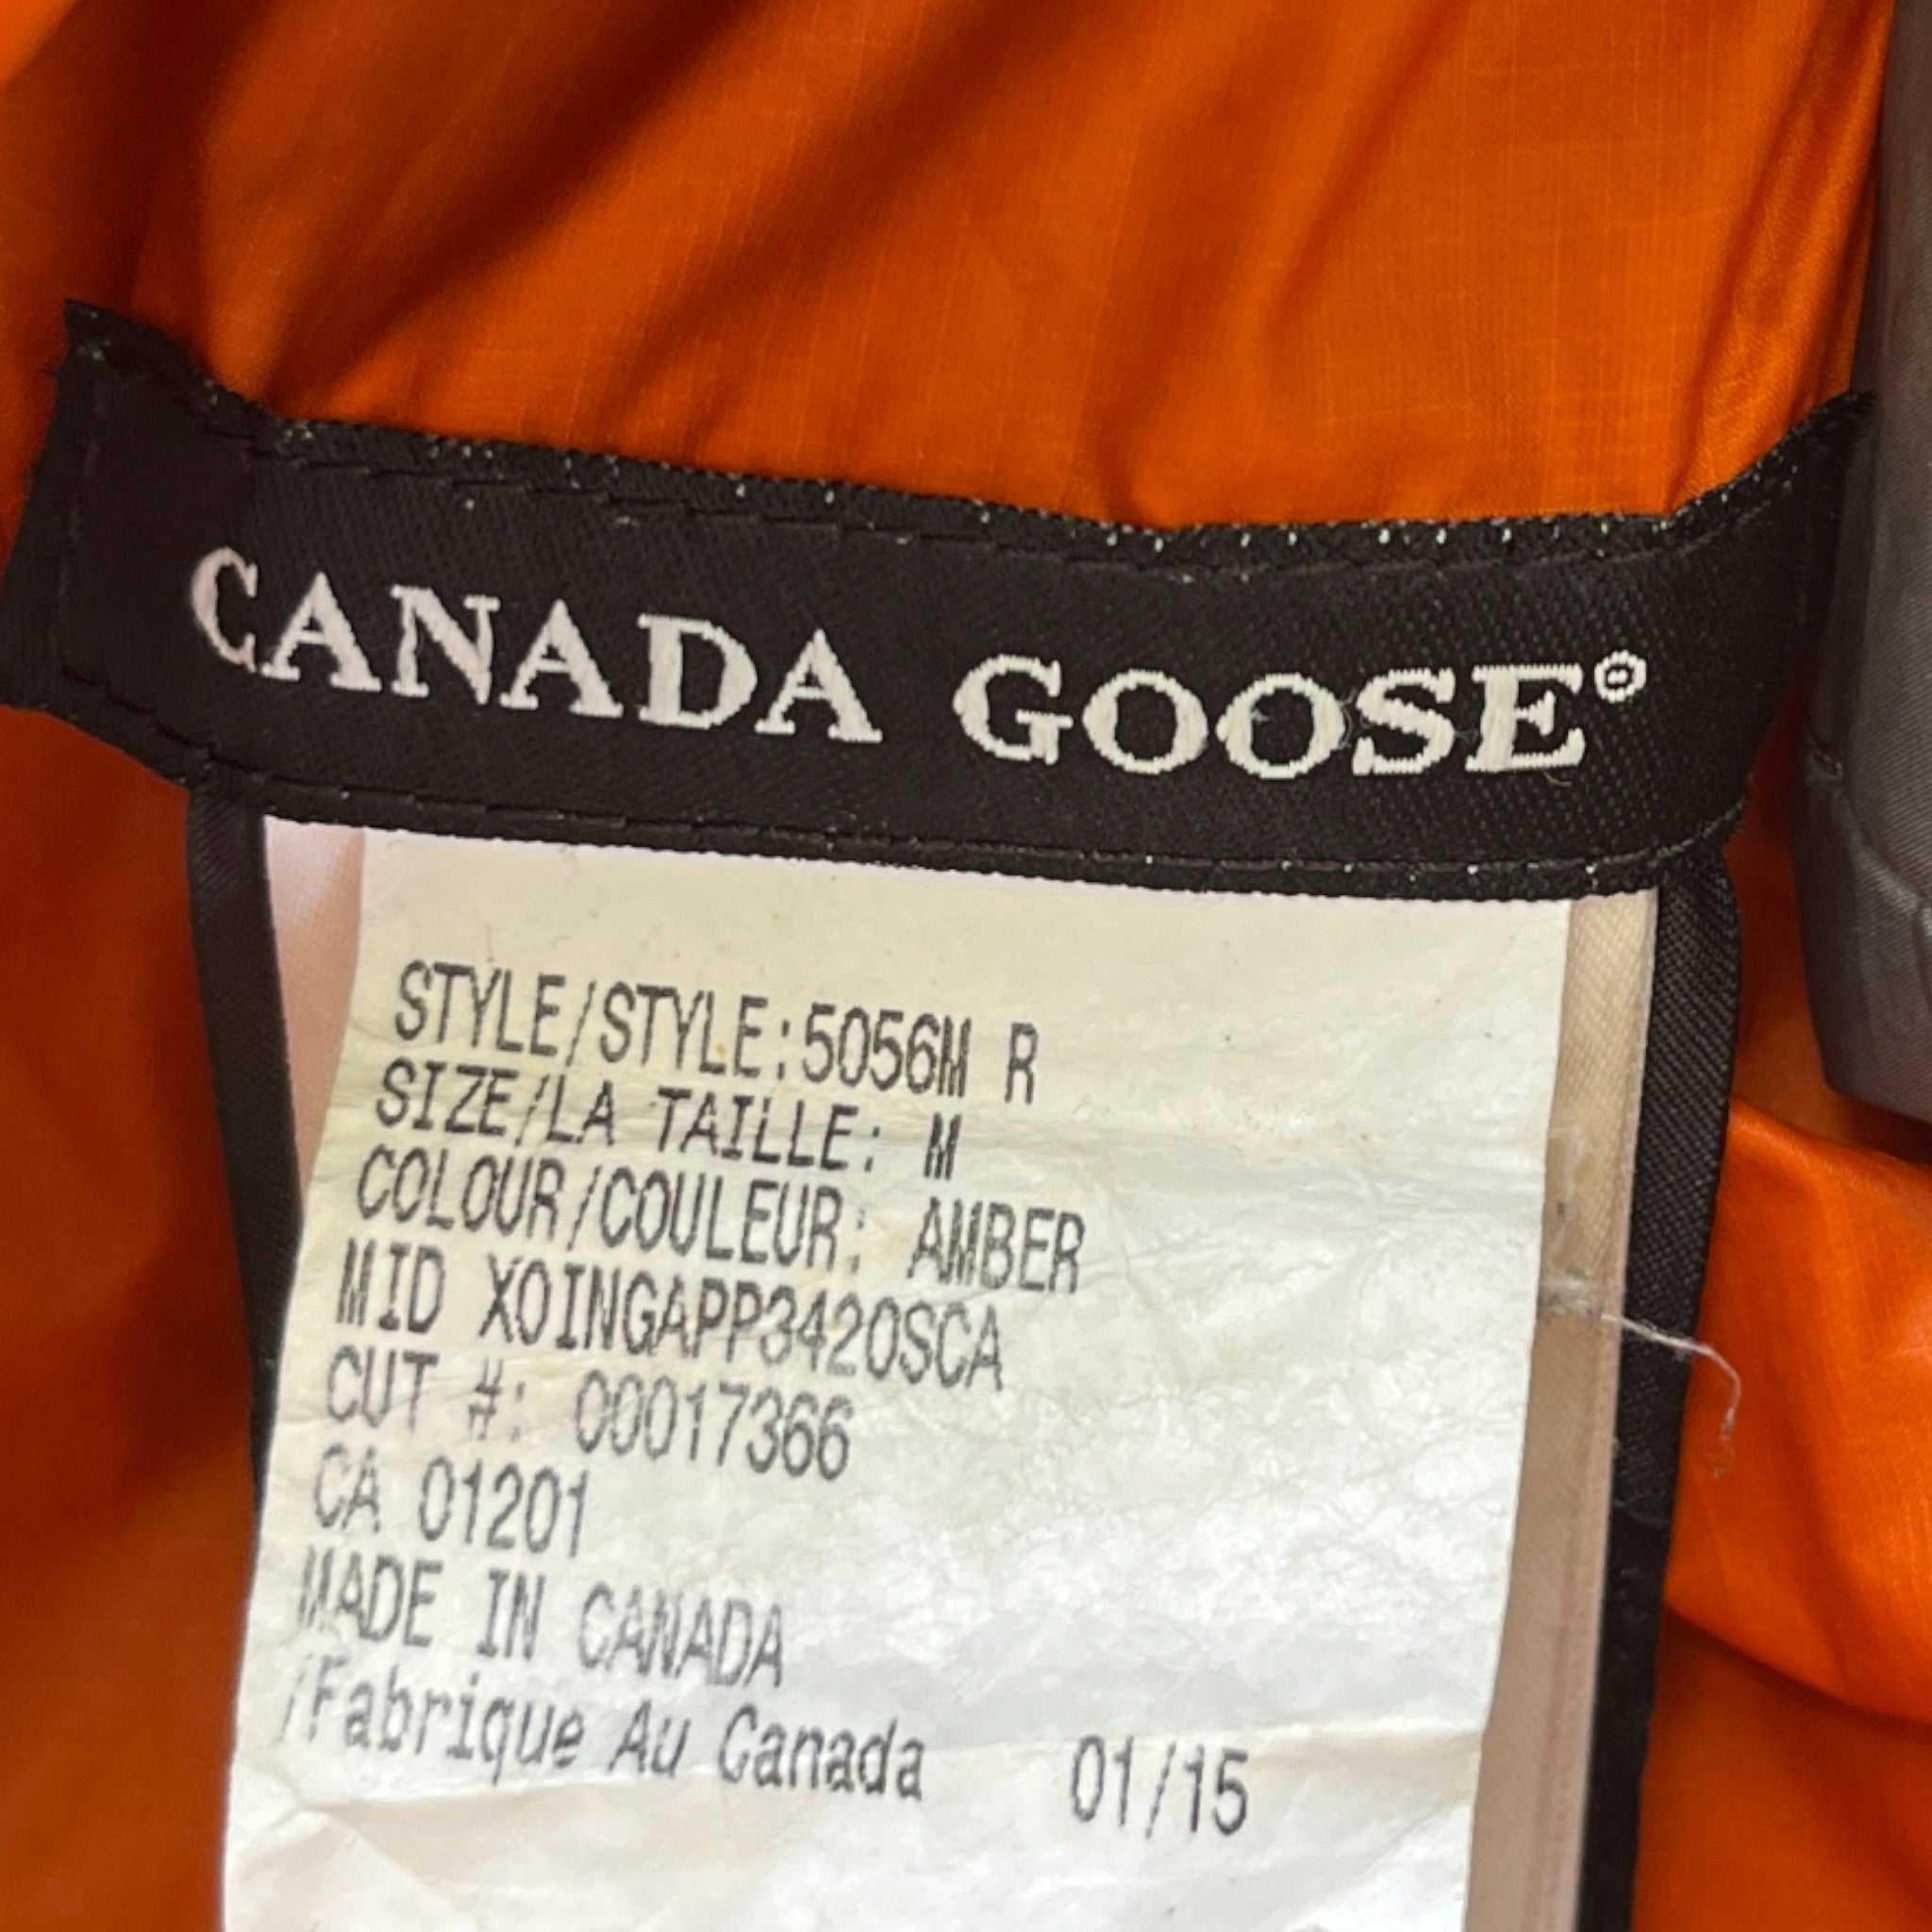 CANADA GOOSE®
STYLE/STYLE:5056M R
SIZE/LA TAILLE: M
COLOUR/COULEUR: AMBER
MID XOINGAPP3420SCA
CUT #: 00017366
CA 01201
MADE IN CANADA
/Fabrique Au Canada 01/15